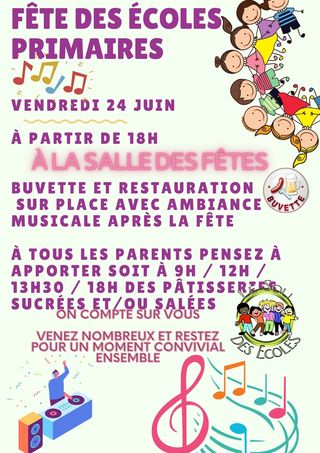 FÊTE DES ÉCOLES
PRIMAIRES
VENDREDI 24 JUIN
À PARTIR DE 18H
À LA SALLE DES FÊTES
BUVETTE ET RESTAURATION
SUR PLACE AVEC AMBIANCE
MUSICALE APRÈS LA FÊTE
BUVETTE
À TOUS LES PARENTS PENSEZ À
APPORTER SOIT À 9H / 12H /
13H30 / 18H DES PÂTISSERIES
SUCRÉES ET/OU SALÉES
ON COMPTE SUR VOUS
DES ÉCOLES
VENEZ NOMBREUX ET RESTEZ
POUR UN MOMENT CONVIVIAL
ENSEMBLE